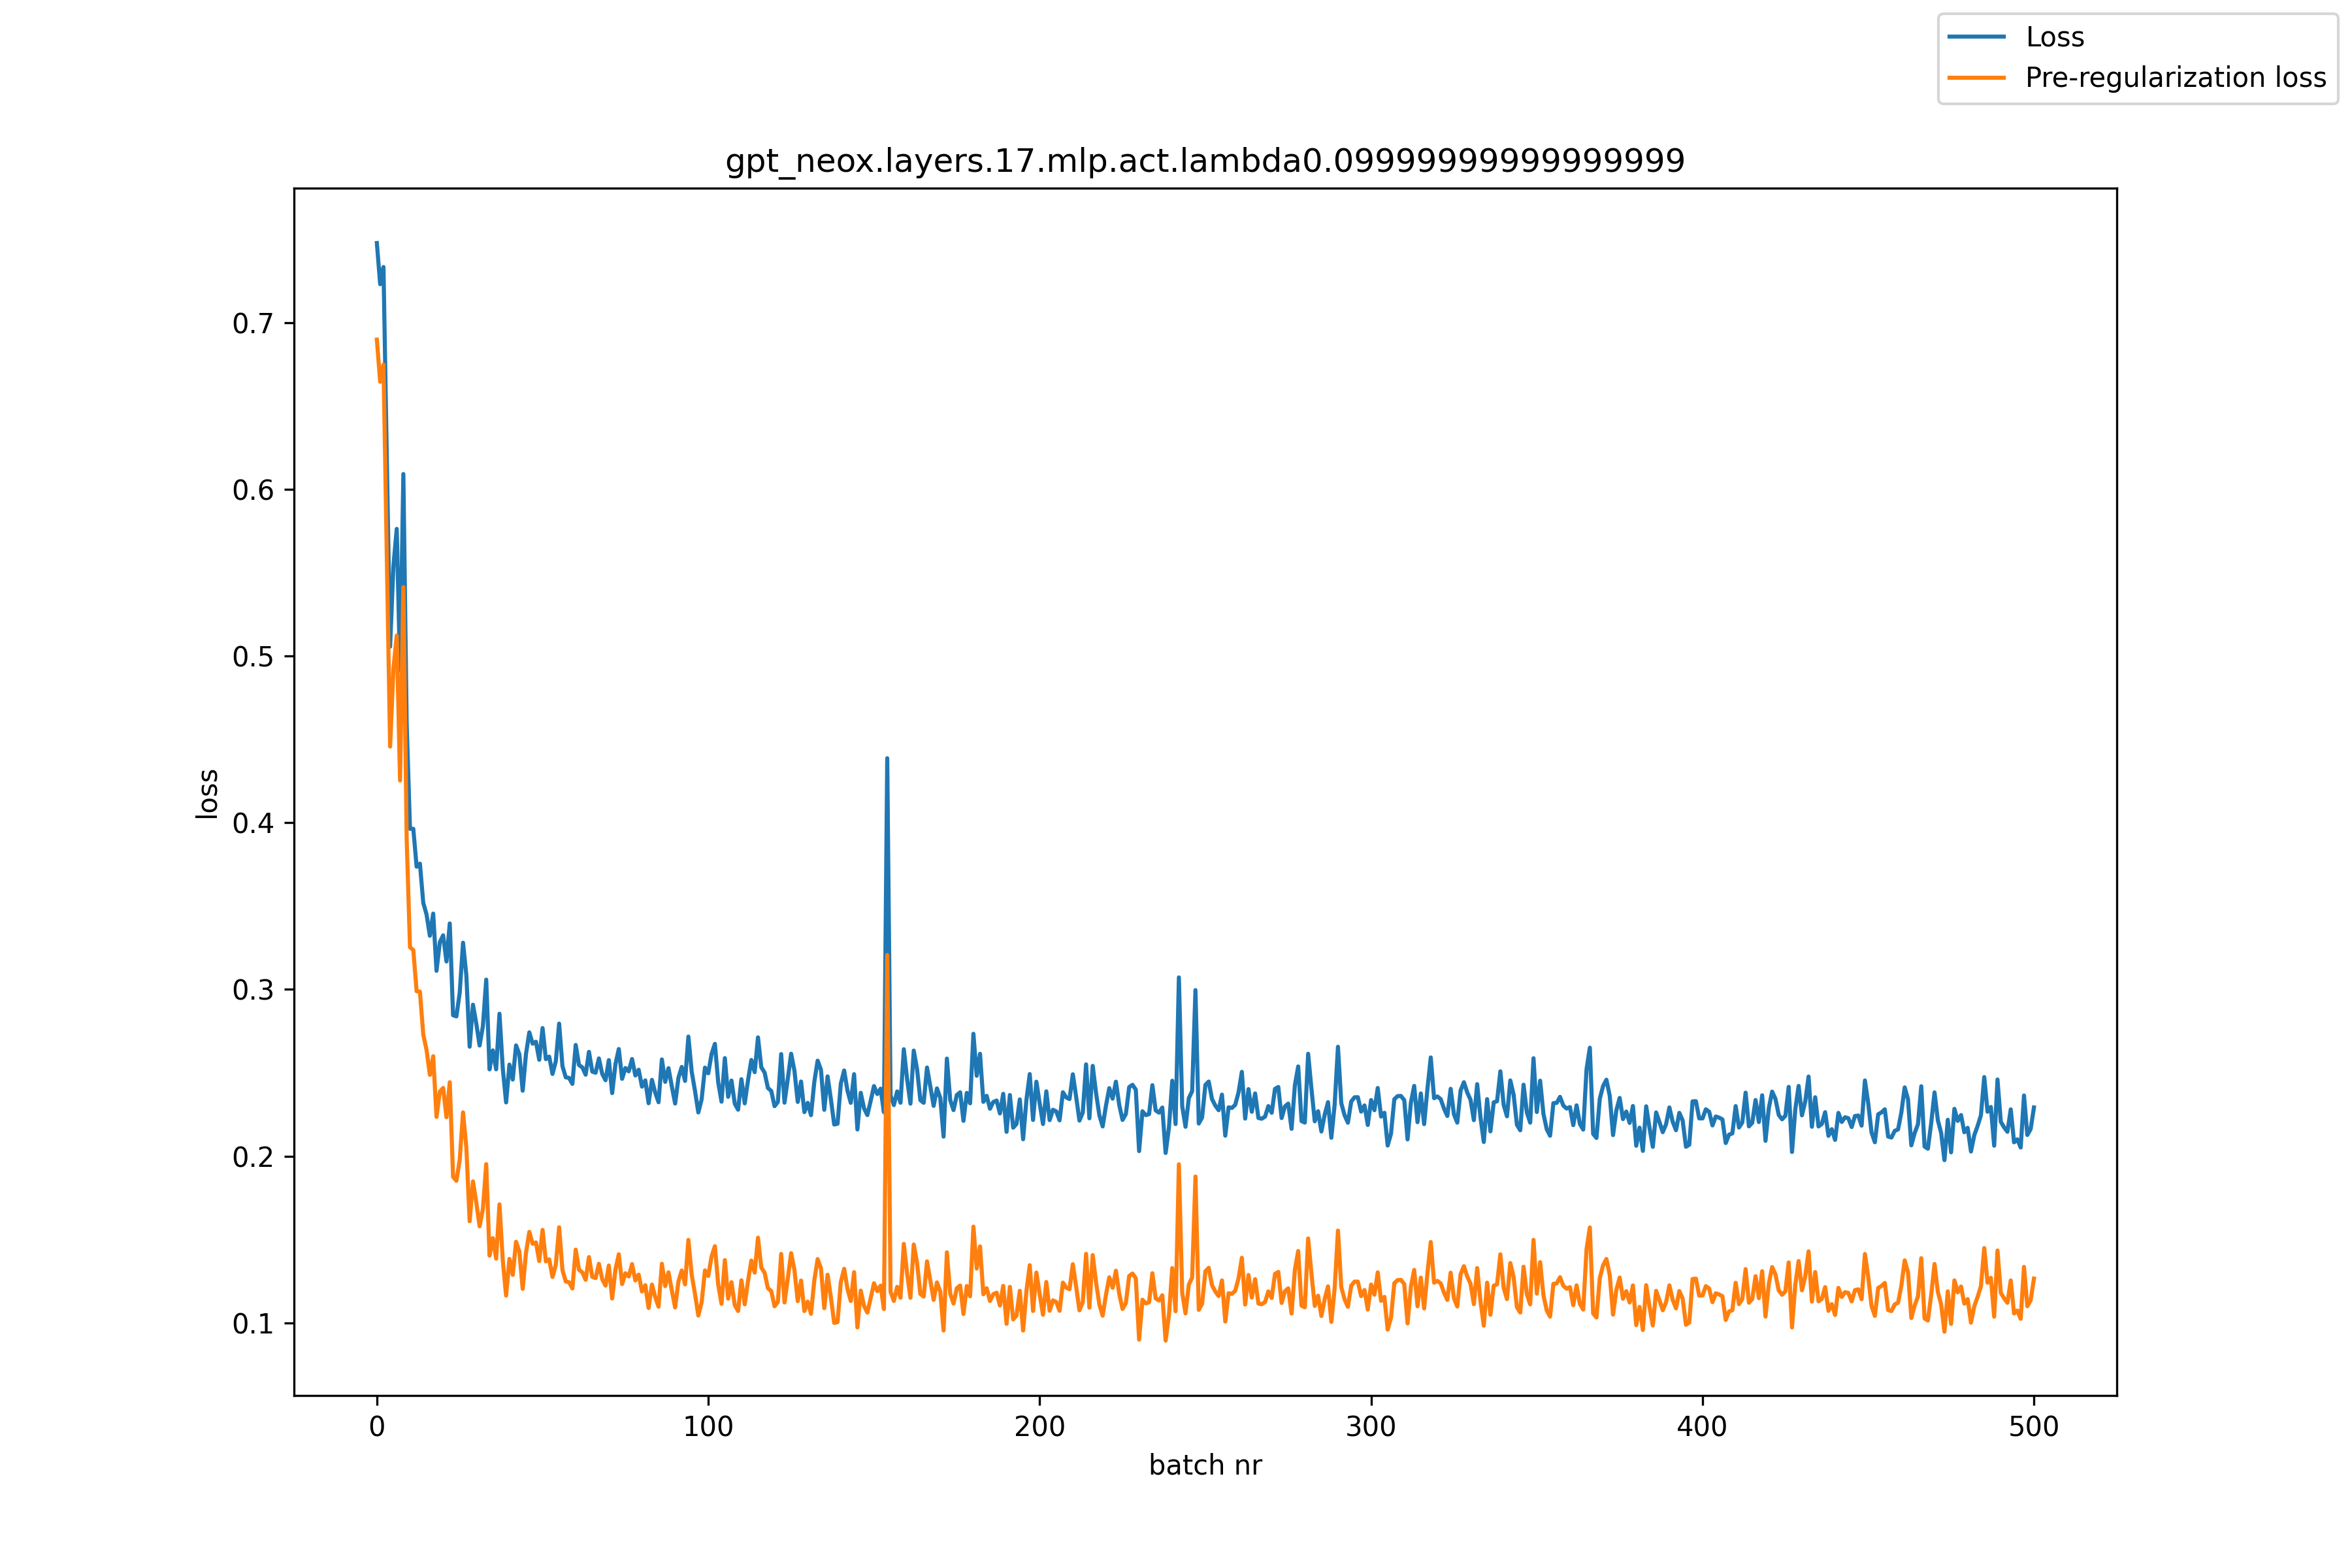 Loss
Pre-regularization loss
gpt_neox.layers.17.mlp.act.lambda0.09999999999999999
0.7
0.6
0.5
0.4
0.3
0.2
0.1
loss
0 100 200 300 400 500
batch nr